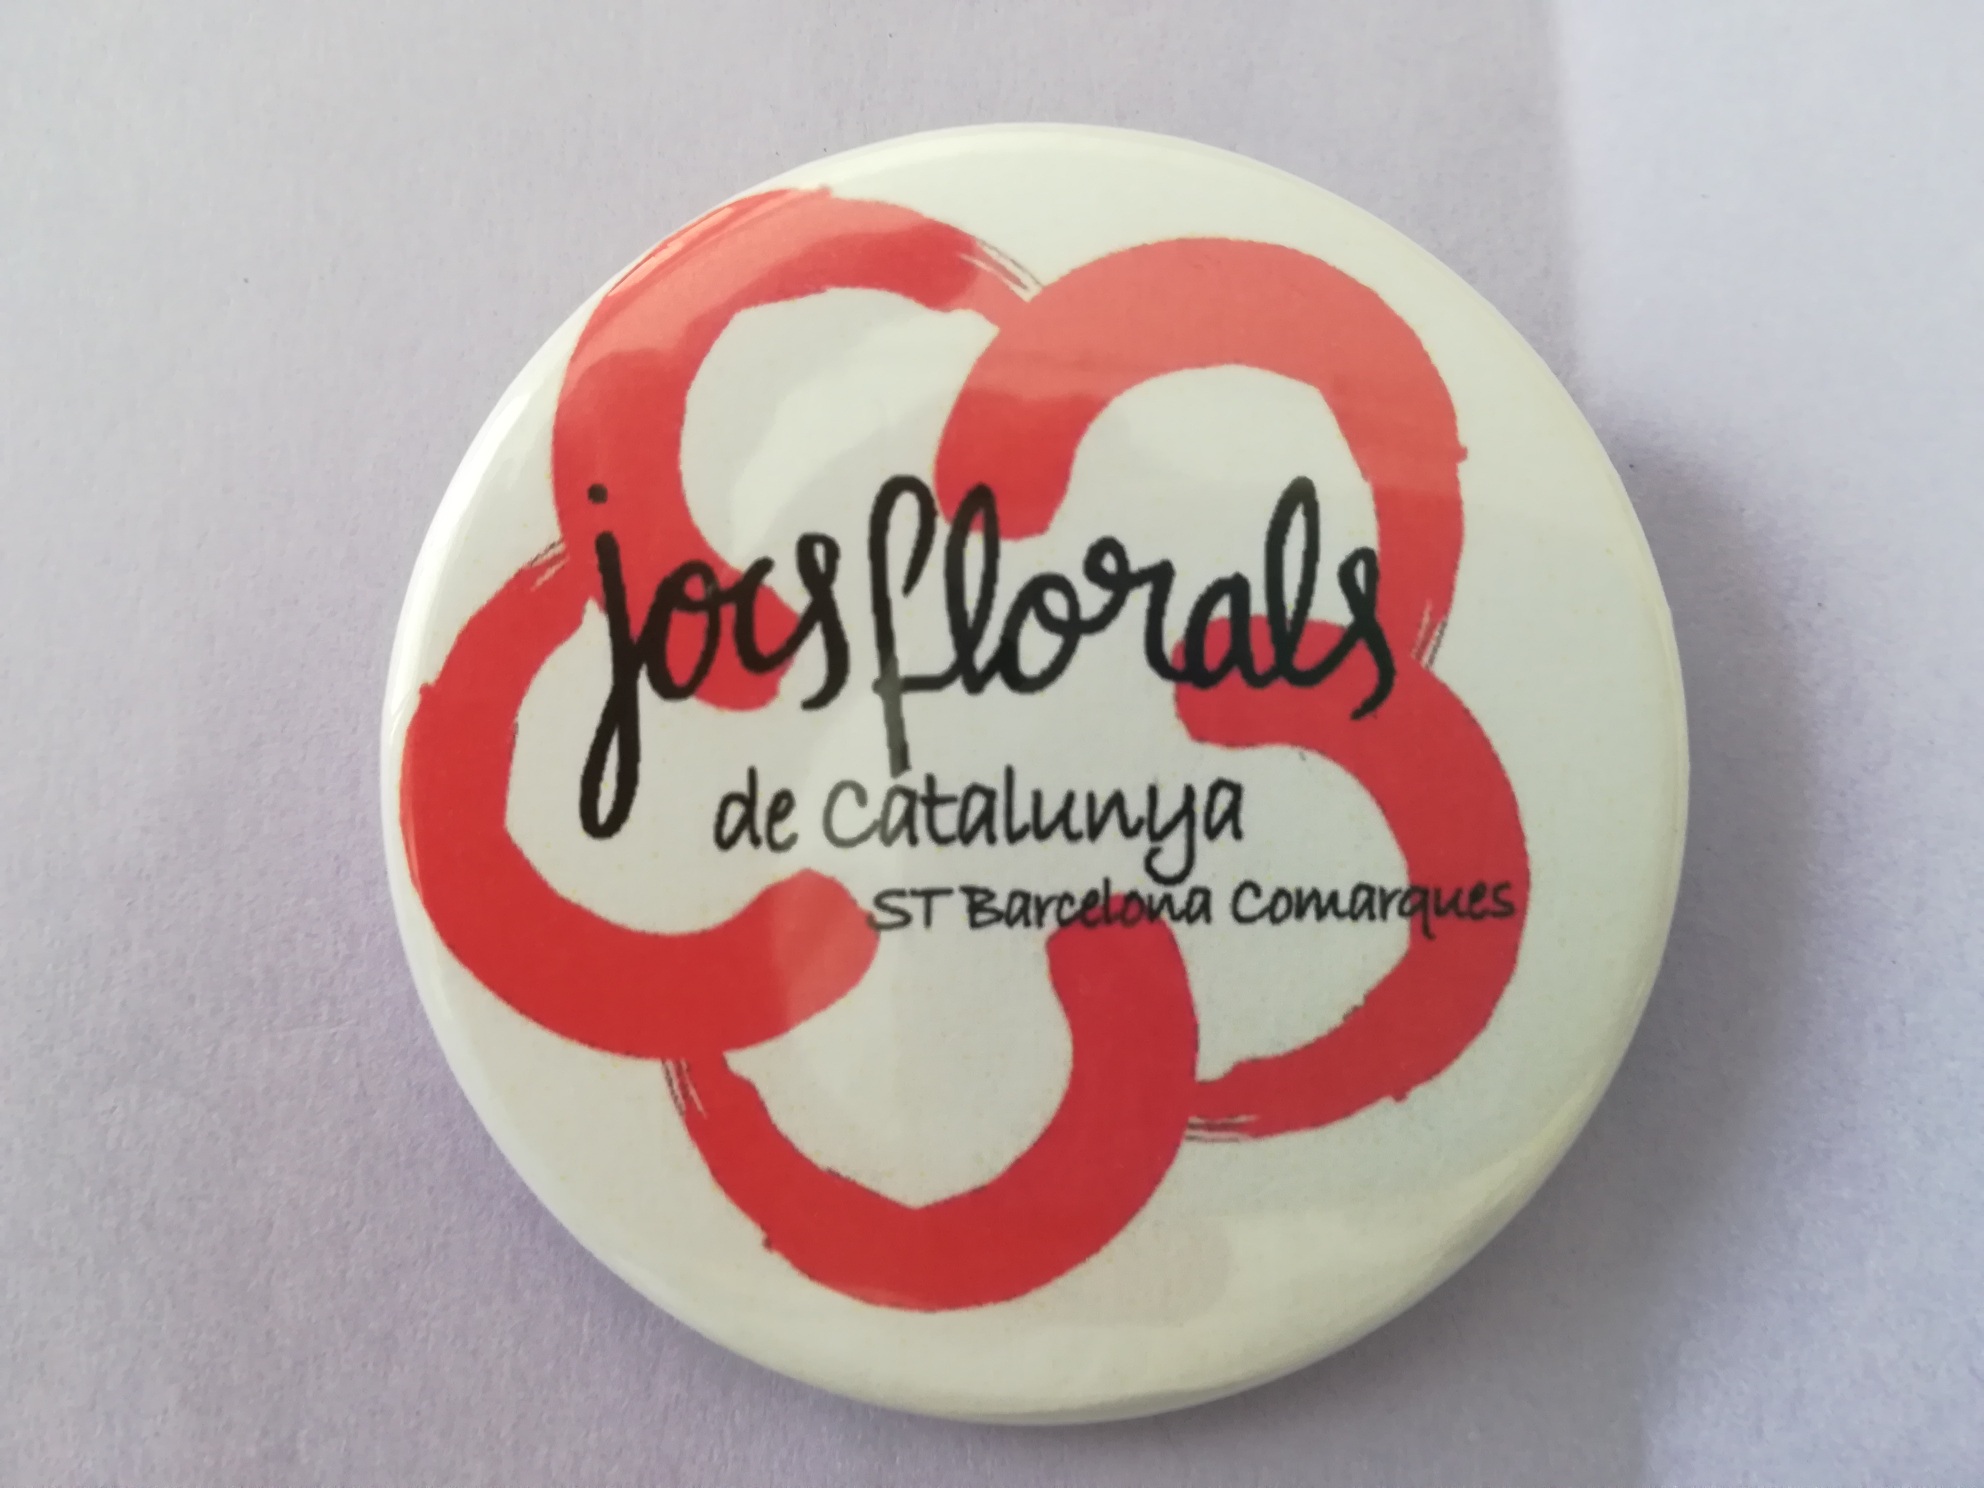 jocs florals
de Catalunya
ST Barcelona Comarques